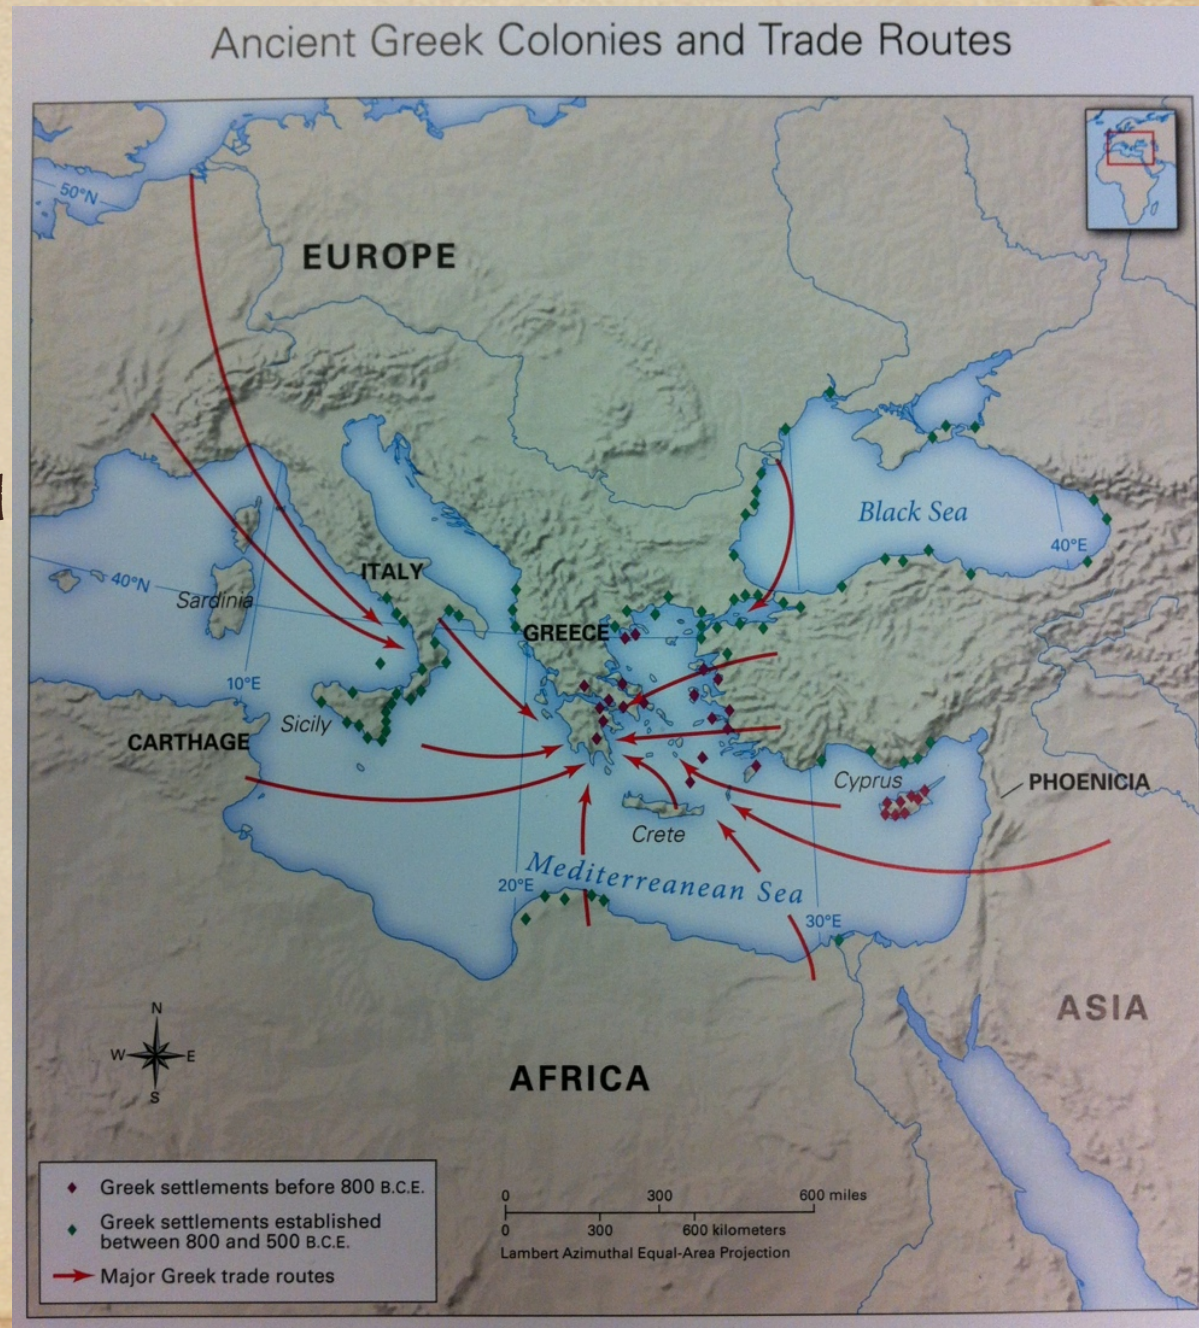 Ancient Greek Colonies and Trade Routes
50°N
EUROPE
Black Sea
40°E
ITALY
40°N
Sardinia
GREECE
10°E
Sicily
CARTHAGE
Cyprus
PHOENICIA
Crete
Mediterreanean Sea
20°E
30°E
ASIA
N
W E
S
AFRICA
Greek settlements before 800 B.C.E.
Greek settlements established
between 800 and 500 B.C.E.
Major Greek trade routes
0 300 600 miles
0 300 600 kilometers
Lambert Azimuthal Equal-Area Projection